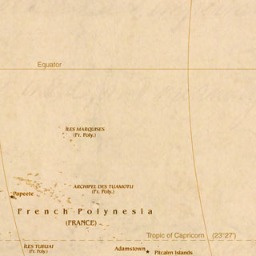 Equator
ÎLES MARQUISES
(Fr. Poly.)
ARCHIPEL DES TUAMOTU
(Fr. Poly.)
Papeete
French Polynesia
(FRANCE)
Tropic of Capricorn (23°27')
ÎLES TUBUAI
(Fr. Poly.)
Adamstown
Pitcairn Islands